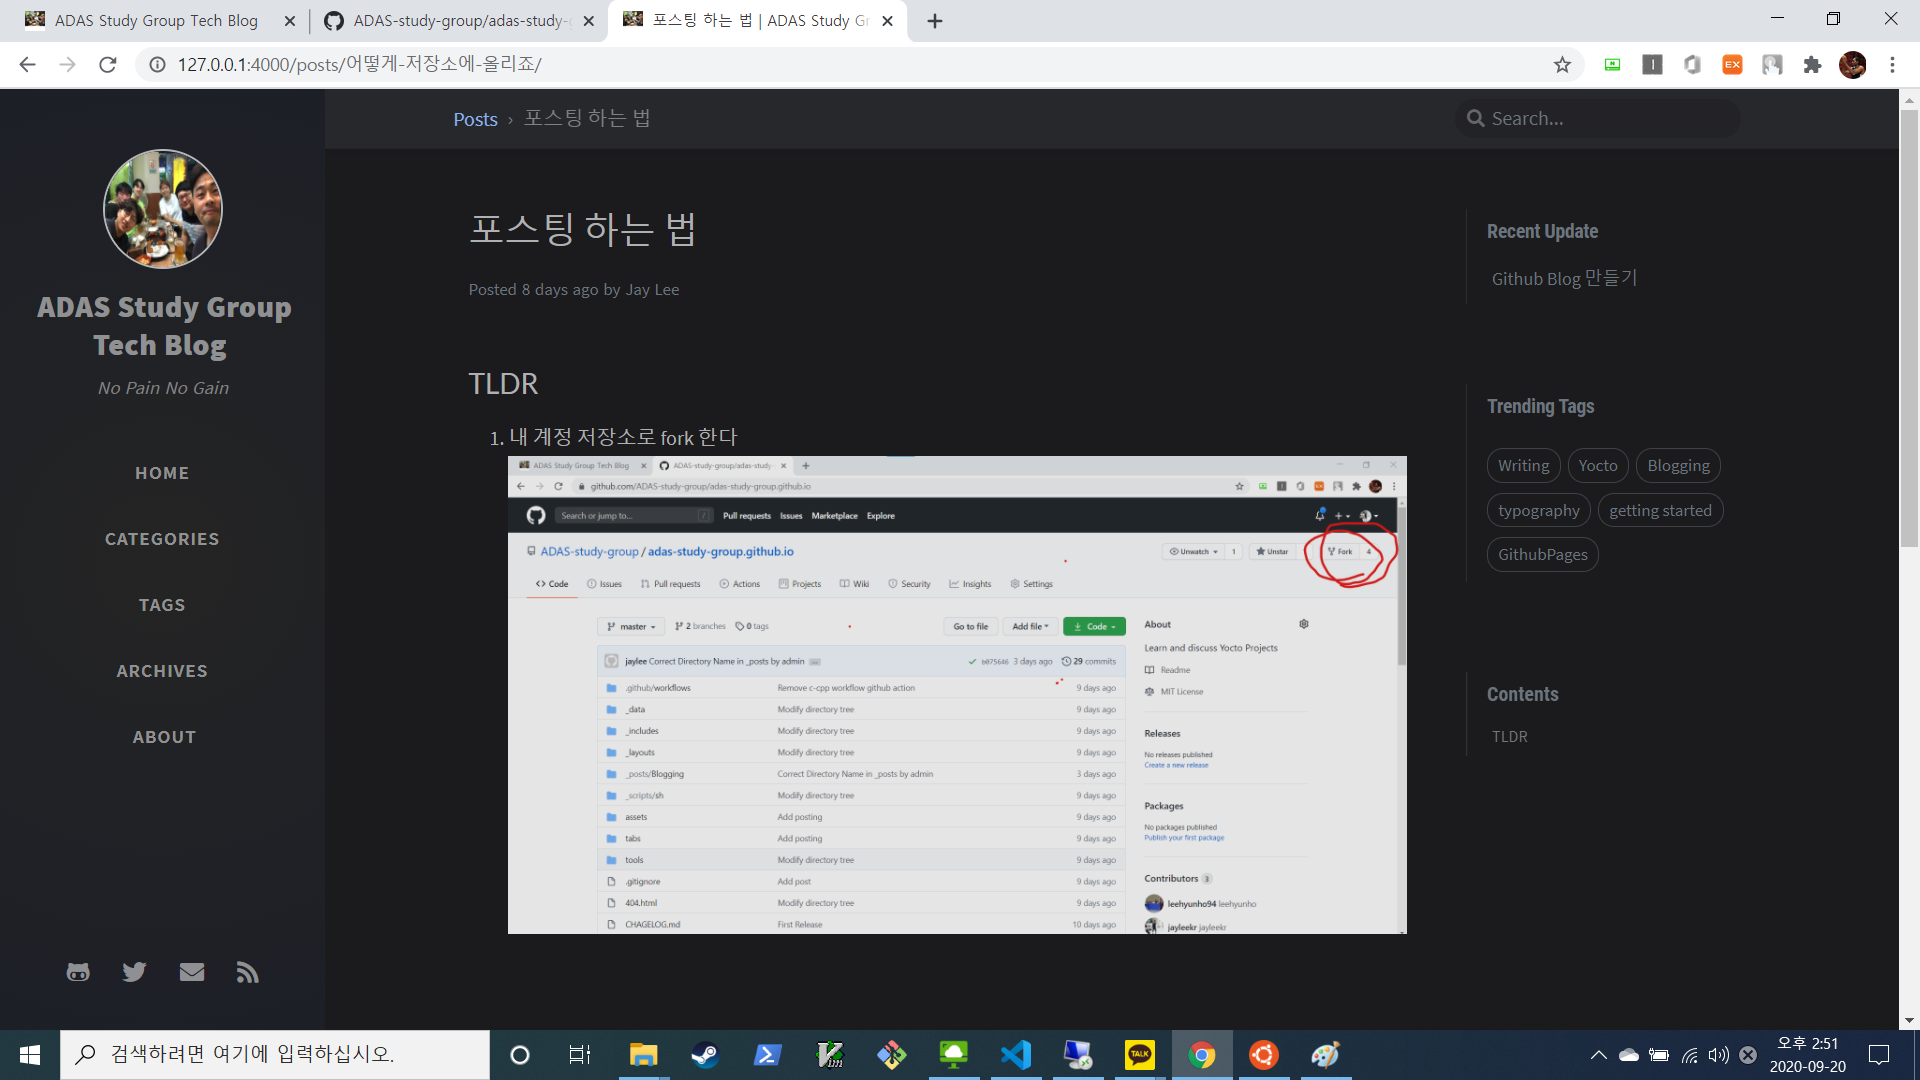 ADAS Study Group Tech Blog
ADAS-study-group/adas-study-g
포스팅 하는 법 | ADAS Study Gr
127.0.0.1:4000/posts/어떻게-저장소에-올리죠/
EX
Posts › 포스팅 하는 법
Search...
ADAS Study Group
Tech Blog
No Pain No Gain
HOME
CATEGORIES
TAGS
ARCHIVES
ABOUT
포스팅 하는 법
Posted 8 days ago by Jay Lee
TLDR
1. 내 계정 저장소로 fork 한다
ADAS Study Group Tech Blog
ADAS-study-group/adas-study-
github.com/ADAS-study-group/adas-study-group.github.io
Search or jump to... /
Pull requests Issues Marketplace Explore
ADAS-study-group / adas-study-group.github.io
Unwatch 1 Unstar Fork 4
Code Issues Pull requests Actions Projects Wiki Security Insights Settings
master 2 branches 0 tags Go to file Add file Code
jaylee Correct Directory Name in _posts by admin ... b075646 3 days ago 29 commits
.github/workflows Remove c-cpp workflow github action 9 days ago
_data Modify directory tree 9 days ago
_includes Modify directory tree 9 days ago
_layouts Modify directory tree 9 days ago
_posts/Blogging Correct Directory Name in _posts by admin 3 days ago
_scripts/sh Modify directory tree 9 days ago
assets Add posting 9 days ago
tabs Add posting 9 days ago
tools Modify directory tree 9 days ago
.gitignore Add post 9 days ago
404.html Modify directory tree 9 days ago
CHAGELOG.md First Release 10 days ago
About
Learn and discuss Yocto Projects
Readme
MIT License
Releases
No releases published
Create a new release
Packages
No packages published
Publish your first package
Contributors 3
leehyunho94 leehyunho
jayleekr jayleekr
Recent Update
Github Blog 만들기
Trending Tags
Writing Yocto Blogging
typography getting started
GithubPages
Contents
TLDR
검색하려면 여기에 입력하십시오.
TALK
오후 2:51
2020-09-20